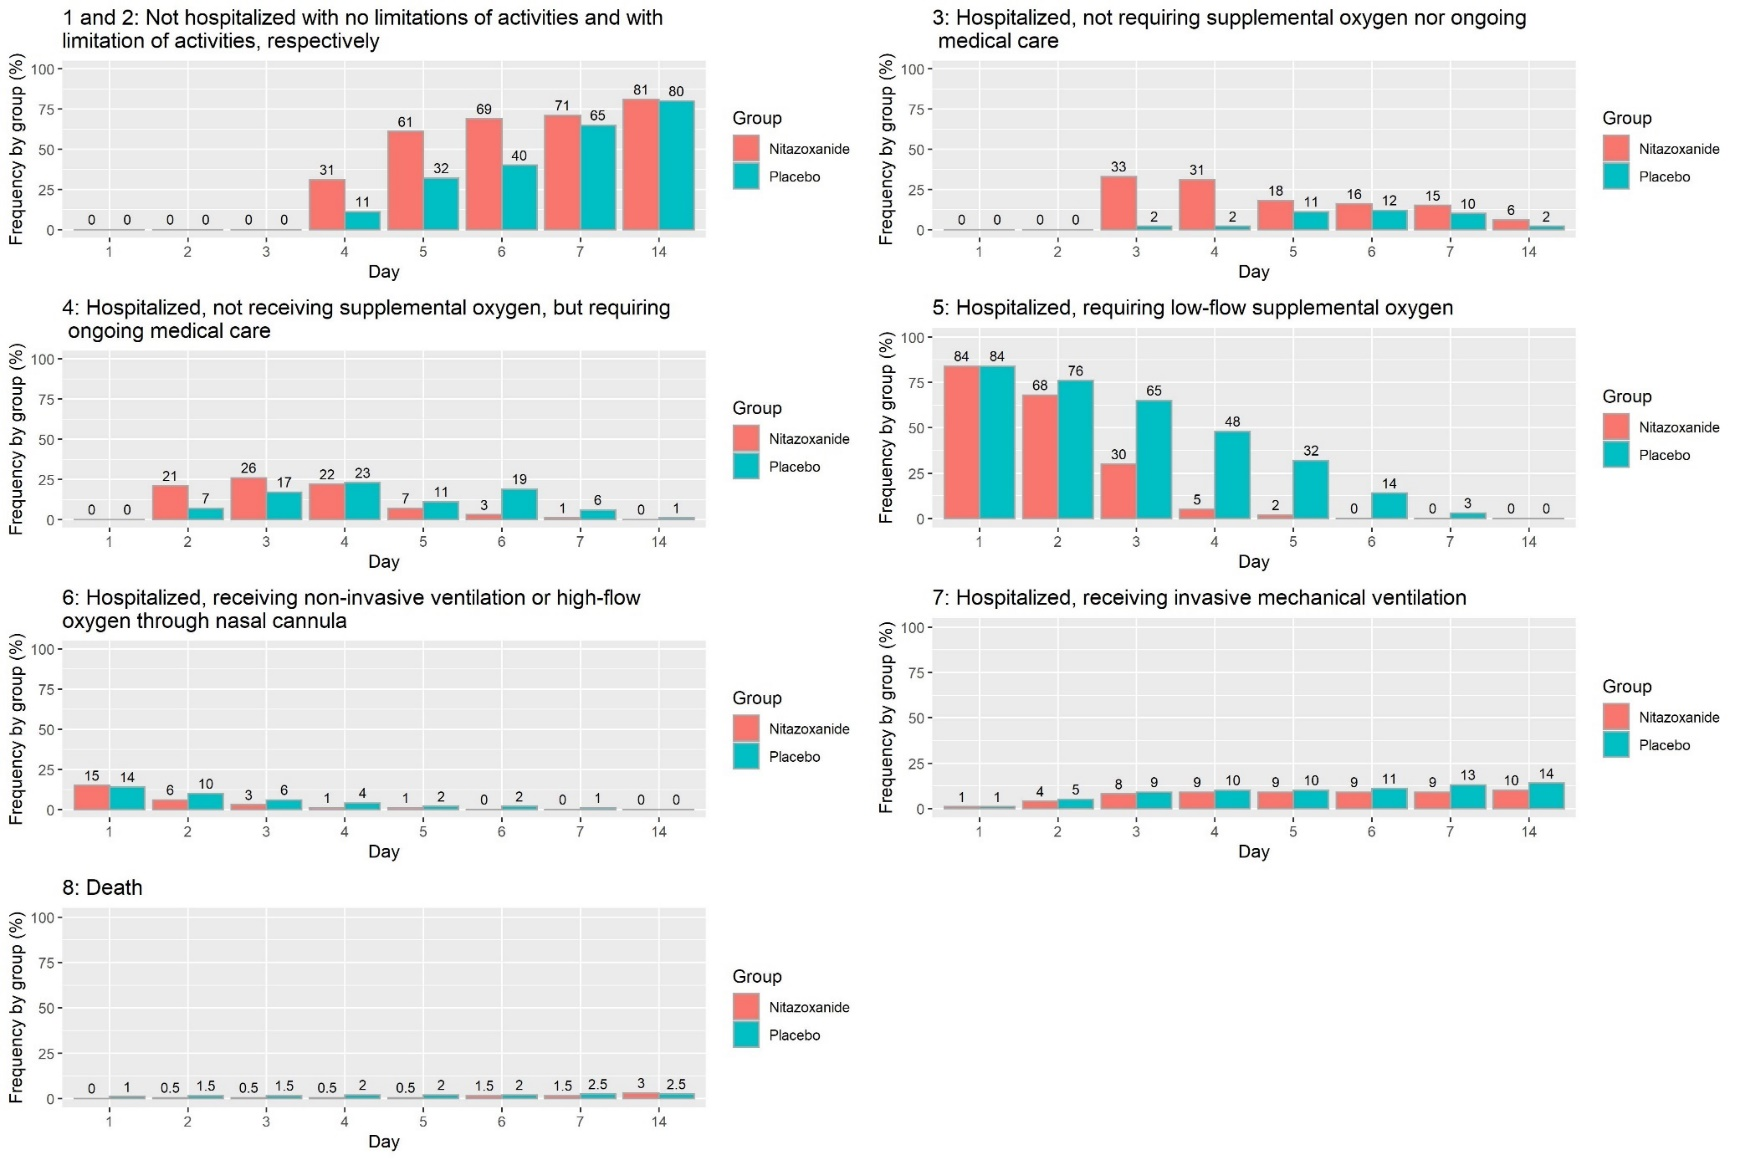 1 and 2: Not hospitalized with no limitations of activities and with
limitation of activities, respectively
Frequency by group (%)
100
75
50
25
0
0 0 0 0 0 0 31 11 61 32 69 40 71 65 81 80
1 2 3 4 5 6 7 14
Day
Group
Nitazoxanide
Placebo
3: Hospitalized, not requiring supplemental oxygen nor ongoing
medical care
Frequency by group (%)
100
75
50
25
0
0 0 0 0 33 2 31 2 18 11 16 12 15 10 6 2
1 2 3 4 5 6 7 14
Day
Group
Nitazoxanide
Placebo
4: Hospitalized, not receiving supplemental oxygen, but requiring
ongoing medical care
Frequency by group (%)
100
75
50
25
0
0 0 21 7 26 17 22 23 7 11 3 19 1 6 0 1
1 2 3 4 5 6 7 14
Day
Group
Nitazoxanide
Placebo
5: Hospitalized, requiring low-flow supplemental oxygen
Frequency by group (%)
100
75
50
25
0
84 84 68 76 30 65 5 48 2 32 0 14 0 3 0 0
1 2 3 4 5 6 7 14
Day
Group
Nitazoxanide
Placebo
6: Hospitalized, receiving non-invasive ventilation or high-flow
oxygen through nasal cannula
Frequency by group (%)
100
75
50
25
0
15 14 6 10 3 6 1 4 1 2 0 2 0 1 0 0
1 2 3 4 5 6 7 14
Day
Group
Nitazoxanide
Placebo
7: Hospitalized, receiving invasive mechanical ventilation
Frequency by group (%)
100
75
50
25
0
1 1 4 5 8 9 9 10 9 10 9 11 9 13 10 14
1 2 3 4 5 6 7 14
Day
Group
Nitazoxanide
Placebo
8: Death
Frequency by group (%)
100
75
50
25
0
0 1 0.5 1.5 0.5 1.5 0.5 2 0.5 2 1.5 2 1.5 2.5 3 2.5
1 2 3 4 5 6 7 14
Day
Group
Nitazoxanide
Placebo